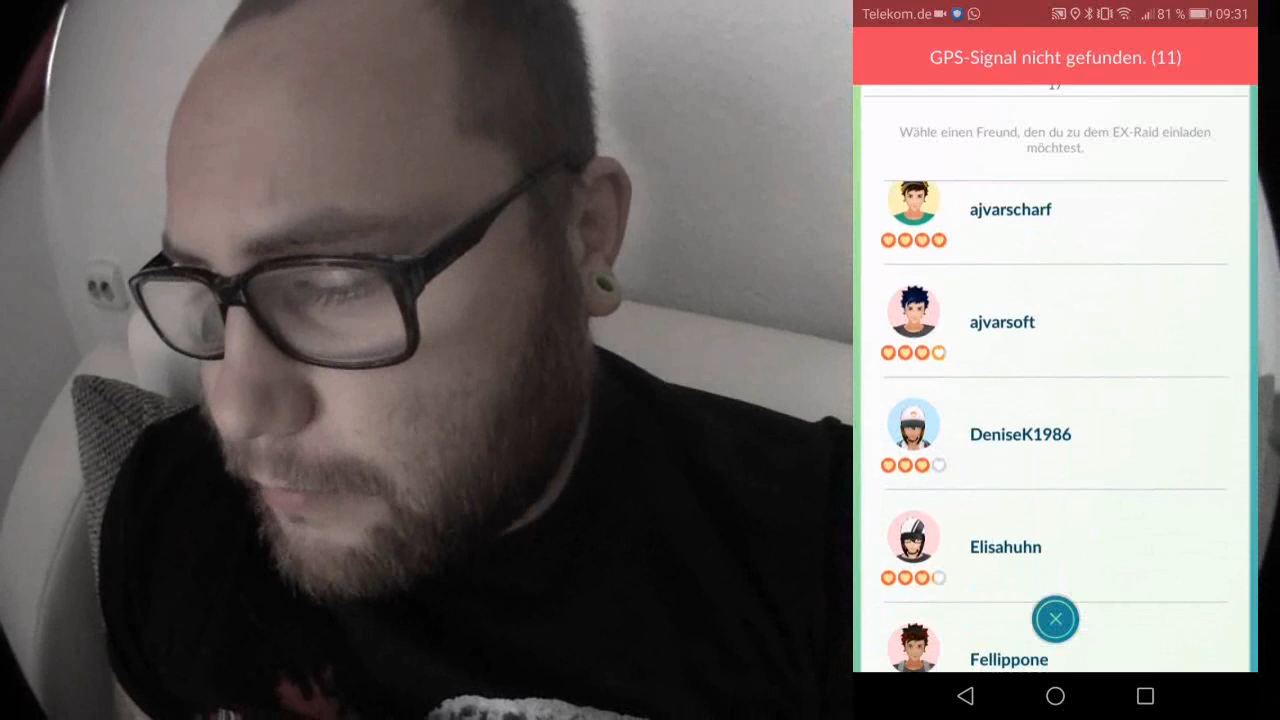 Telekom.de 81 % 09:31
GPS-Signal nicht gefunden. (11)
Wähle einen Freund, den du zu dem EX-Raid einladen
möchtest.
ajvarscharf
ajvarsoft
DeniseK1986
Elisahuhn
Fellippone